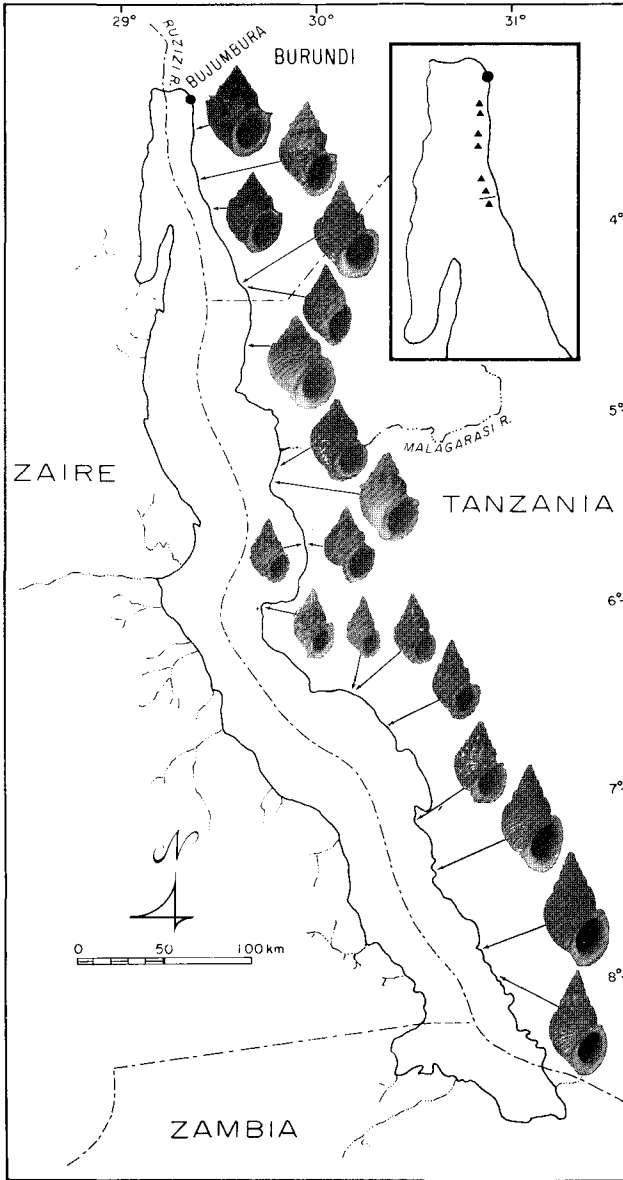 29° 30° 31°
RUZIZI R.
BUJUMBURA
BURUNDI
4°
5°
MALAGARASI R.
ZAIRE
TANZANIA
6°
7°
N
0 50 100 km
8°
ZAMBIA